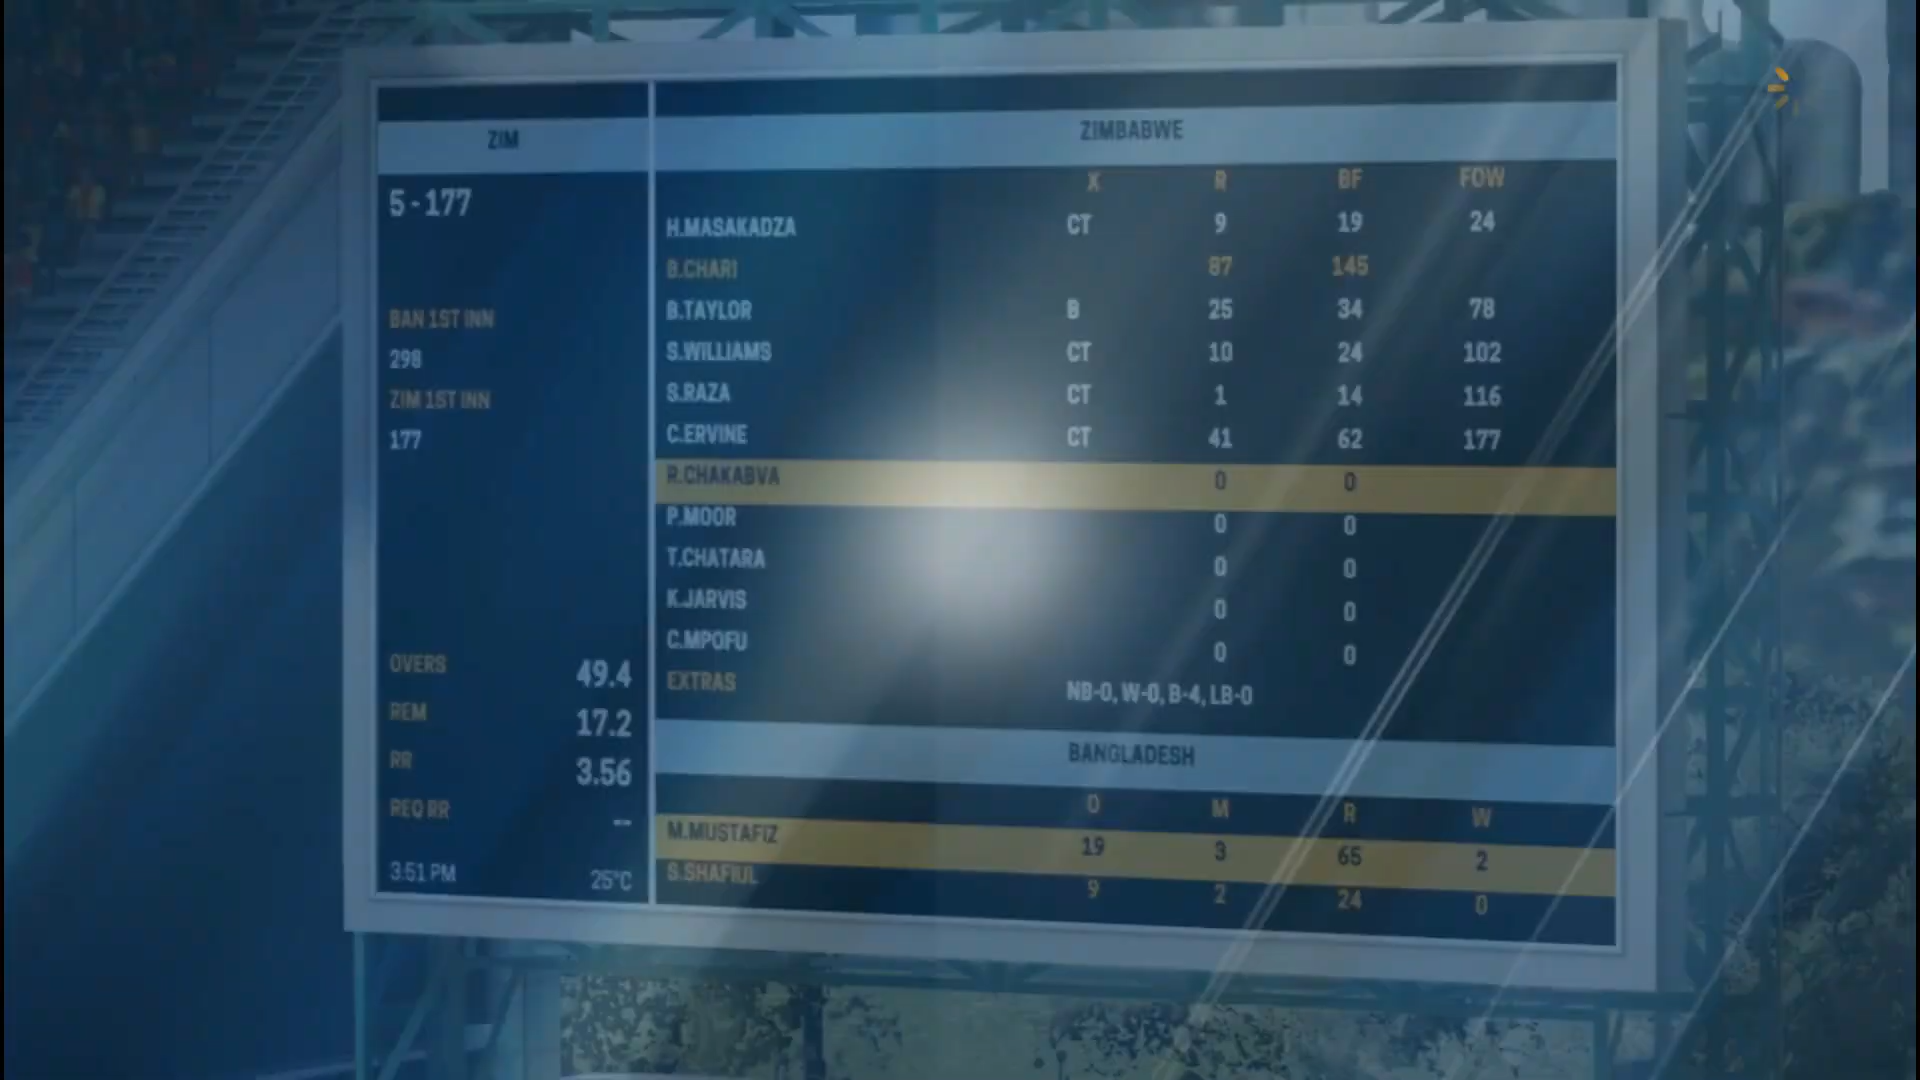 ZIM
5 - 177
BAN 1ST INN
298
ZIM 1ST INN
177
OVERS 49.4
REM 17.2
RR 3.56
REQ RR --
3:51 PM 25°C
ZIMBABWE
X R BF FOW
H.MASAKADZA CT 9 19 24
B.CHARI 87 145
B.TAYLOR B 25 34 78
S.WILLIAMS CT 10 24 102
S.RAZA CT 1 14 116
C.ERVINE CT 41 62 177
R.CHAKABVA 0 0
P.MOOR 0 0
T.CHATARA 0 0
K.JARVIS 0 0
C.MPOFU 0 0
EXTRAS NB-0, W-0, B-4, LB-0
BANGLADESH
O M R W
M.MUSTAFIZ 19 3 65 2
S.SHAFIUL 9 2 24 0